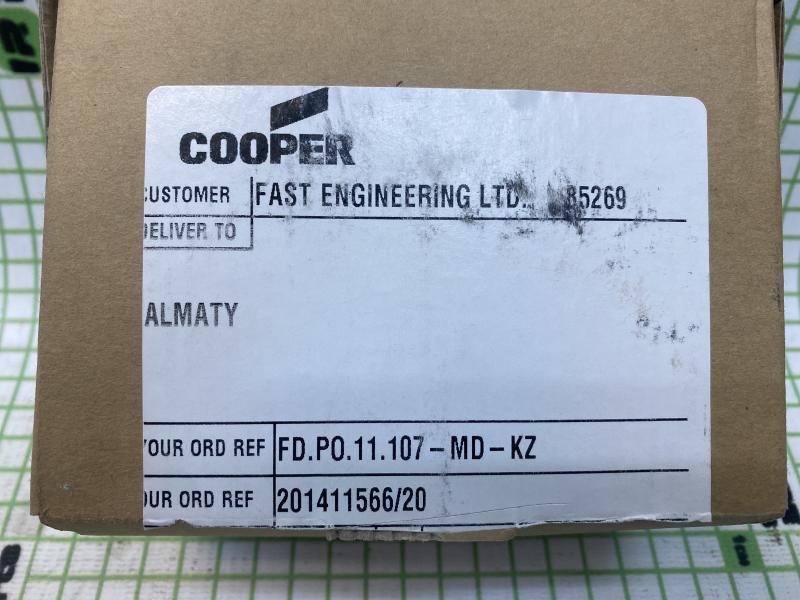 COOPER
CUSTOMER FAST ENGINEERING LTD. 85269
DELIVER TO
ALMATY
YOUR ORD REF FD.PO.11.107-MD-KZ
OUR ORD REF 201411566/20